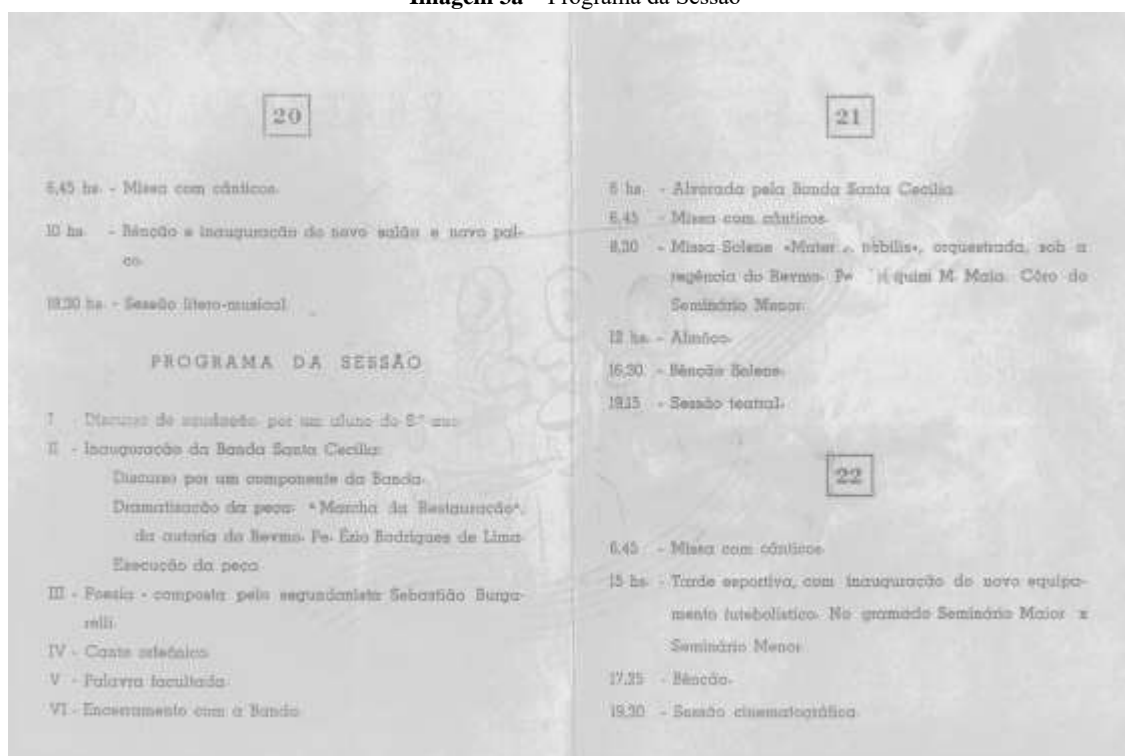 Imagem 3a – Programa da Sessão
20
6,45 hs. - Missa com cânticos.
10 hs. - Bênção e inauguração do novo salão e novo pal-
co.
19,30 hs. - Sessão lítero-musical.
PROGRAMA DA SESSÃO
I - Discurso de saudação, por um aluno do 6.º ano
II - Inauguração da Banda Santa Cecília:
Discurso por um componente da Banda.
Dramatização da peça: "Marcha da Restauração",
da autoria do Revmo. Pe. Ézio Rodrigues de Lima
Execução da peça
III - Poesia - composta pelo segundanista Sebastião Burga-
relli.
IV - Canto orfeônico.
V - Palavra facultada
VI - Encerramento com a Banda.
21
6 hs. - Alvorada pela Banda Santa Cecília
6,45 - Missa com cânticos.
8,30 - Missa Solene «Mater», orquestrada, sob a
regência do Revmo. Pe M. Maia. Côro do
Seminário Menor.
12 hs. - Almôço.
16,30 - Bênção Solene.
19,15 - Sessão teatral.
22
6,45 - Missa com cânticos
15 hs. - Tarde esportiva, com inauguração do novo equipa-
mento futebolístico. No gramado Seminário Maior x
Seminário Menor
17,35 - Bênção.
19,30 - Sessão cinematográfica.